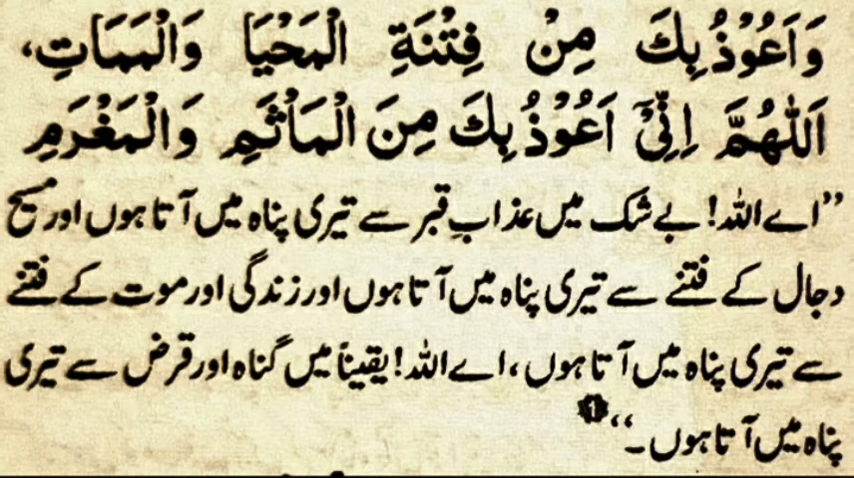 وَاَعُوْذُ بِكَ مِنْ فِتْنَةِ الْمَحْيَا وَالْمَمَاتِ،
اَللّٰهُمَّ اِنِّیْٓ اَعُوْذُ بِكَ مِنَ الْمَاْثَمِ وَالْمَغْرَمِ
”اے اللہ! بے شک میں عذابِ قبر سے تیری پناہ میں آتا ہوں اور مسیح
دجال کے فتنے سے تیری پناہ میں آتا ہوں اور زندگی اور موت کے فتنے
سے تیری پناہ میں آتا ہوں، اے اللہ! یقیناً میں گناہ اور قرض سے تیری
پناہ میں آتا ہوں۔“ 1